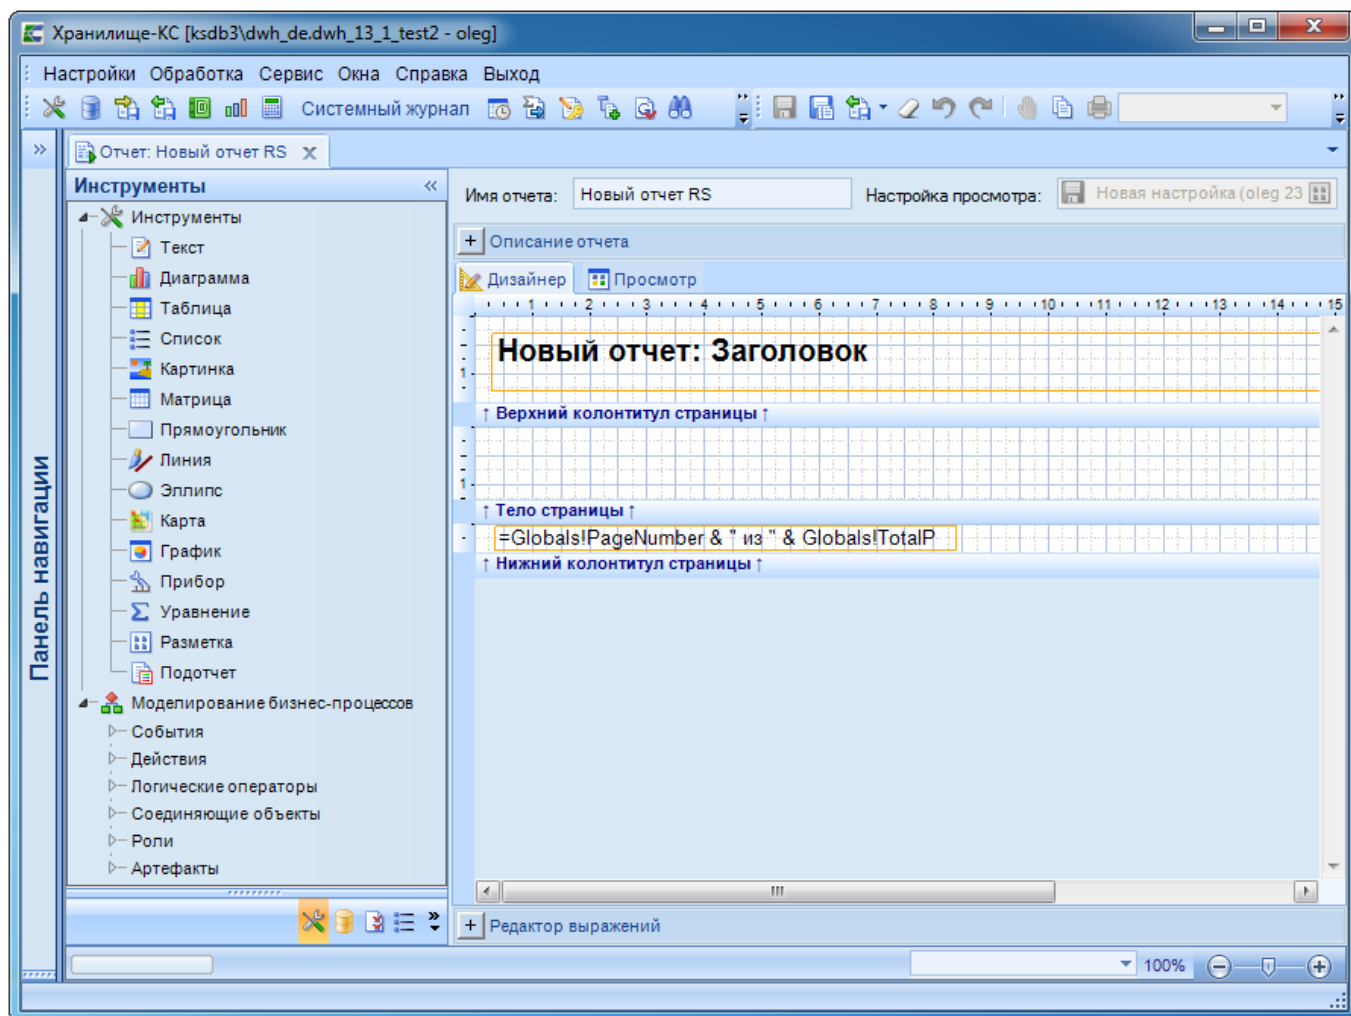 Хранилище-КС [ksdb3\dwh_de.dwh_13_1_test2 - oleg]
Настройки Обработка Сервис Окна Справка Выход
Системный журнал
Отчет: Новый отчет RS
Инструменты
Инструменты
Текст
Диаграмма
Таблица
Список
Картинка
Матрица
Прямоугольник
Линия
Эллипс
Карта
График
Прибор
Уравнение
Разметка
Подотчет
Моделирование бизнес-процессов
События
Действия
Логические операторы
Соединяющие объекты
Роли
Артефакты
Панель навигации
Имя отчета: Новый отчет RS Настройка просмотра: Новая настройка (oleg 23
+ Описание отчета
Дизайнер Просмотр
1 2 3 4 5 6 7 8 9 10 11 12 13 14 15
Новый отчет: Заголовок
1
↑ Верхний колонтитул страницы ↑
1
↑ Тело страницы ↑
=Globals!PageNumber & " из " & Globals!TotalP
↑ Нижний колонтитул страницы ↑
+ Редактор выражений
100%